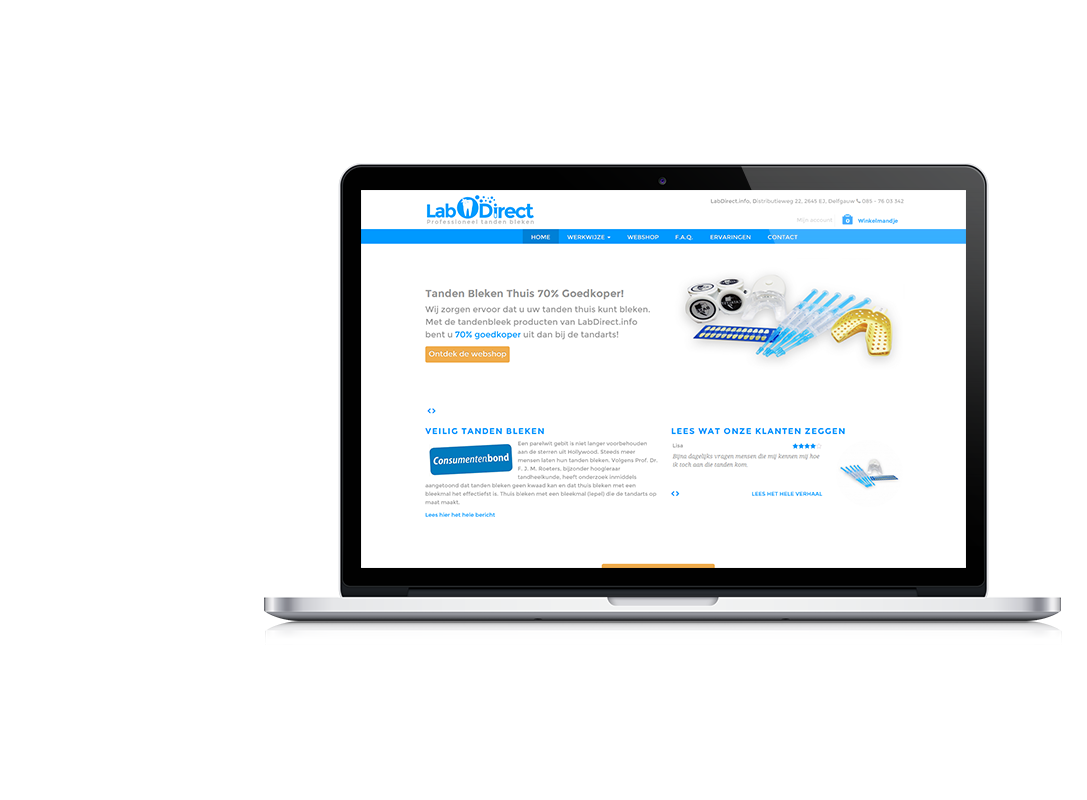 LabDirect.info, Distributieweg 22, 2645 EJ, Delfgauw 085 - 76 03 342
LabDirect
Professioneel tanden bleken
Mijn account
0
Winkelmandje
HOME WERKWIJZE WEBSHOP F.A.Q. ERVARINGEN CONTACT
Tanden Bleken Thuis 70% Goedkoper!
Wij zorgen ervoor dat u uw tanden thuis kunt bleken.
Met de tandenbleek producten van LabDirect.info
bent u 70% goedkoper uit dan bij de tandarts!
Ontdek de webshop
VEILIG TANDEN BLEKEN
Consumentenbond
Een parelwit gebit is niet langer voorbehouden
aan de sterren uit Hollywood. Steeds meer
mensen laten hun tanden bleken. Volgens Prof. Dr.
F. J. M. Roeters, bijzonder hoogleraar
tandheelkunde, heeft onderzoek inmiddels
aangetoond dat tanden bleken geen kwaad kan en dat thuis bleken met een
bleekmal het effectiefst is. Thuis bleken met een bleekmal (lepel) die de tandarts op
maat maakt.
Lees hier het hele bericht
LEES WAT ONZE KLANTEN ZEGGEN
Lisa
Bijna dagelijks vragen mensen die mij kennen mij hoe
ik toch aan die tanden kom.
LEES HET HELE VERHAAL